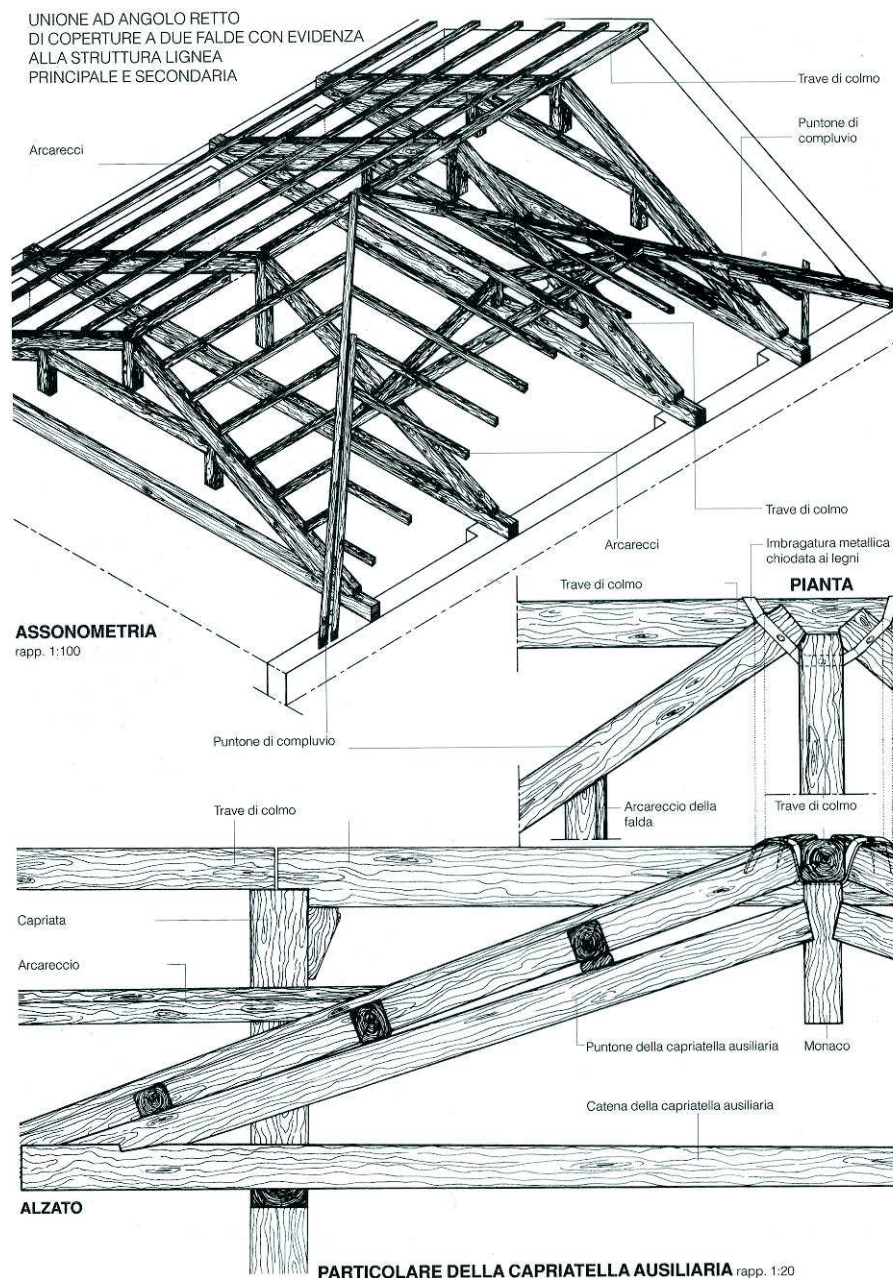 UNIONE AD ANGOLO RETTO
DI COPERTURE A DUE FALDE CON EVIDENZA
ALLA STRUTTURA LIGNEA
PRINCIPALE E SECONDARIA
Trave di colmo
Puntone di
compluvio
Arcarecci
Trave di colmo
Arcarecci
Imbragatura metallica
chiodata ai legni
Trave di colmo
PIANTA
ASSONOMETRIA
rapp. 1:100
Puntone di compluvio
Arcareccio della
falda
Trave di colmo
Trave di colmo
Capriata
Arcareccio
Puntone della capriatella ausiliaria
Monaco
Catena della capriatella ausiliaria
ALZATO
PARTICOLARE DELLA CAPRIATELLA AUSILIARIA rapp. 1:20